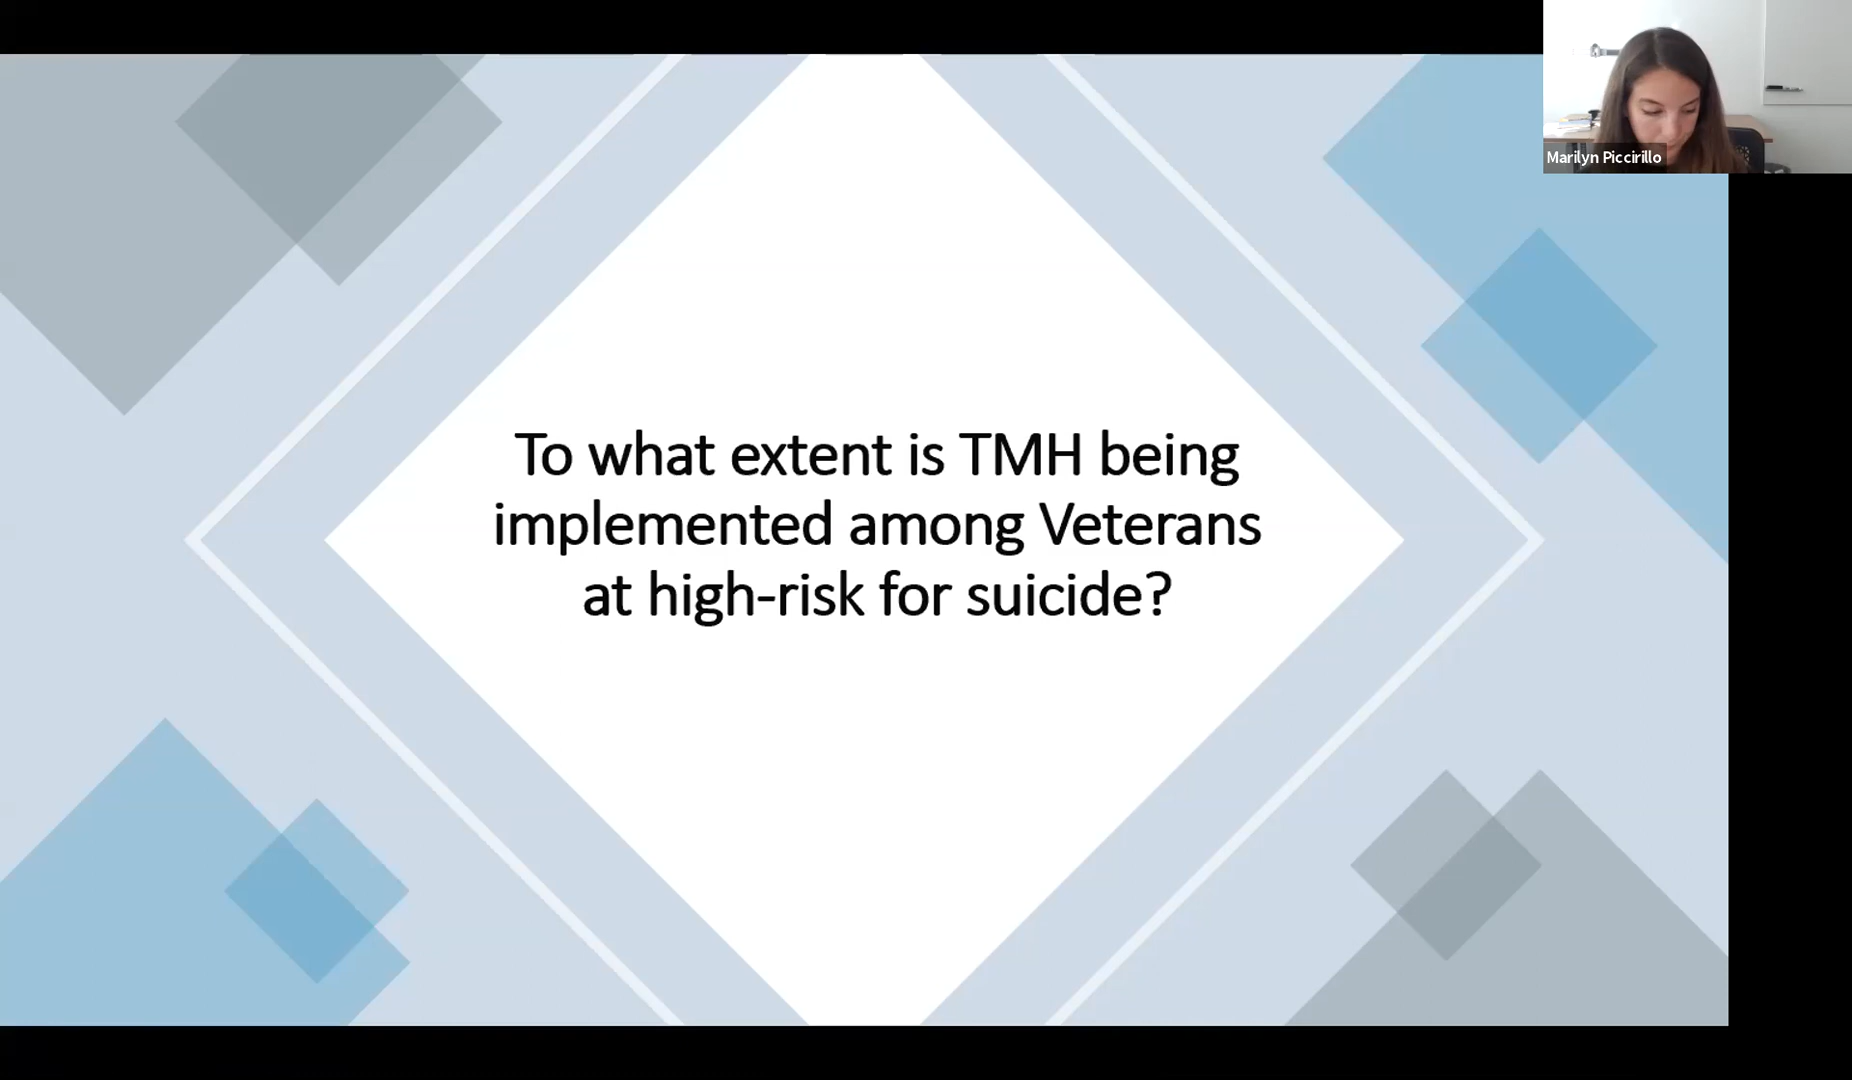 Marilyn Piccirillo
To what extent is TMH being
implemented among Veterans
at high-risk for suicide?